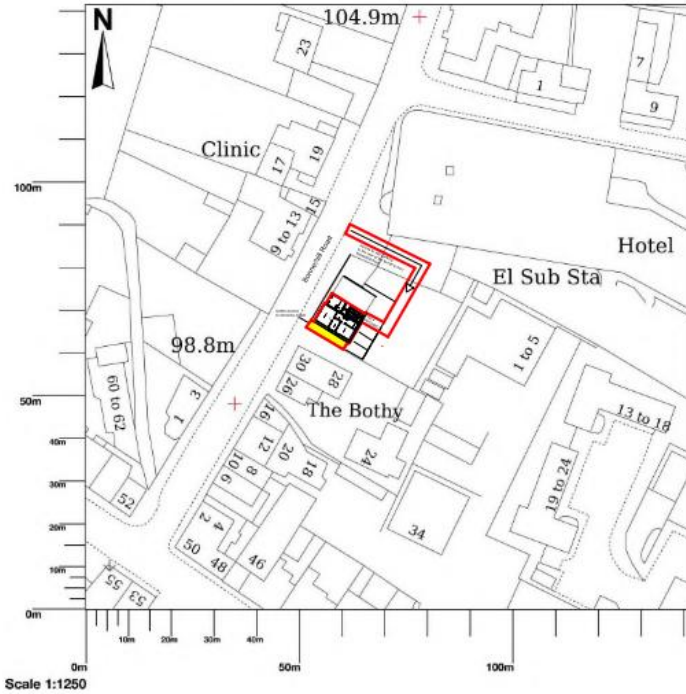 N
104.9m
23
7
1
9
Clinic
19
17
100m
15
9 to 13
Hotel
El Sub Sta
98.8m
1 to 5
30
28
60 to 62
3
1
26
50m
The Bothy
13 to 18
16
40m
12
20
24
10
8
18
19 to 24
30m
6
52
2
4
34
20m
50
48
46
10m
55
53
0m
10m
20m
30m
40m
0m
50m
100m
Scale 1:1250